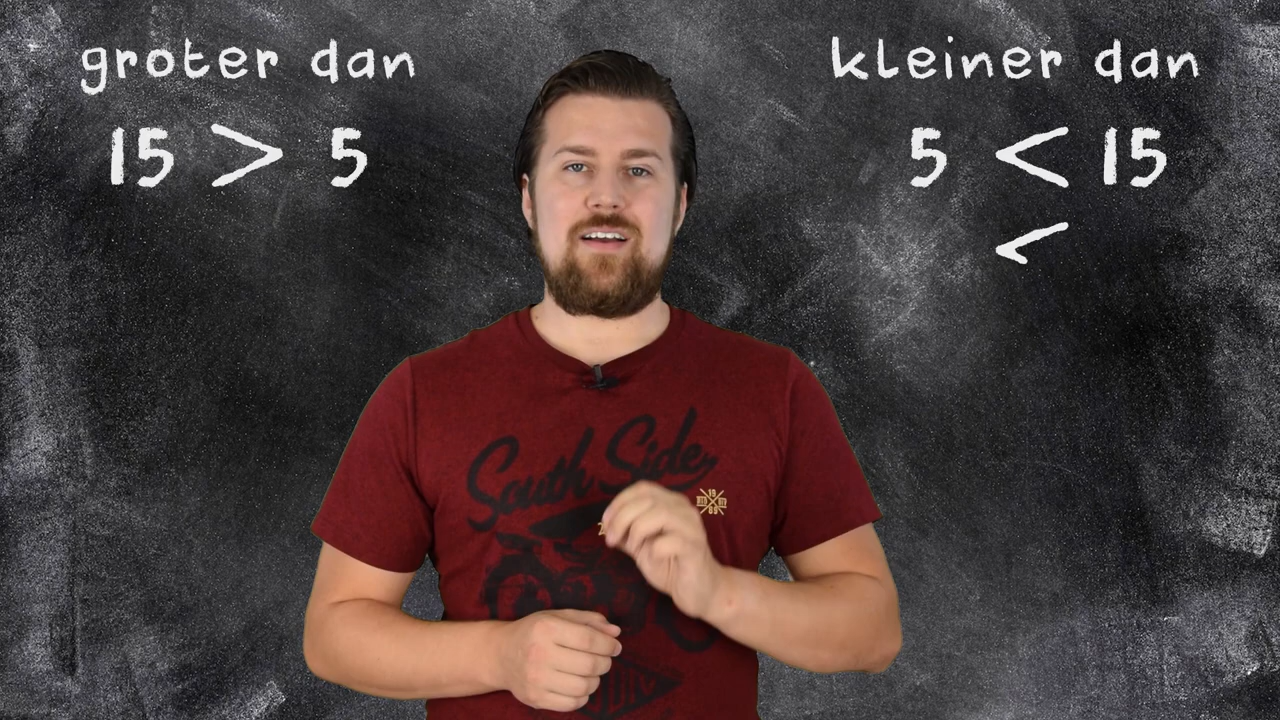 groter dan
15 > 5
kleiner dan
5 < 15
<
South Side